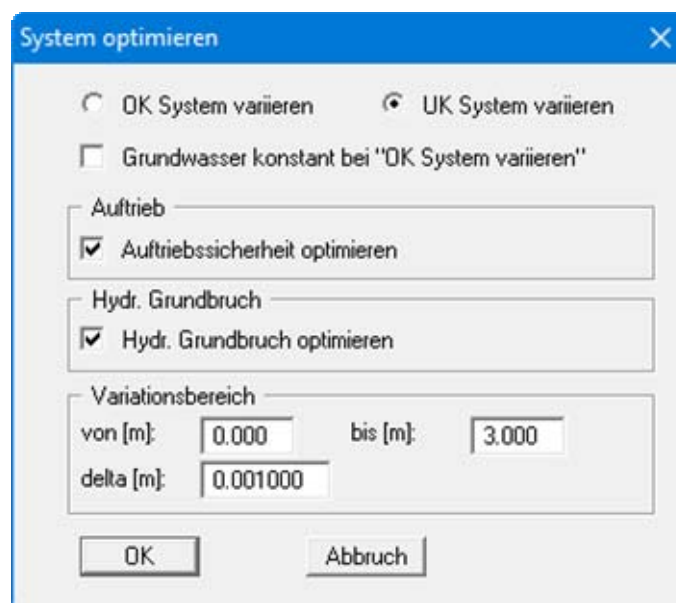 System optimieren
OK System variieren UK System variieren
Grundwasser konstant bei "OK System variieren"
Auftrieb
Auftriebssicherheit optimieren
Hydr. Grundbruch
Hydr. Grundbruch optimieren
Variationsbereich
von [m]: 0.000 bis [m]: 3.000
delta [m]: 0.001000
OK Abbruch